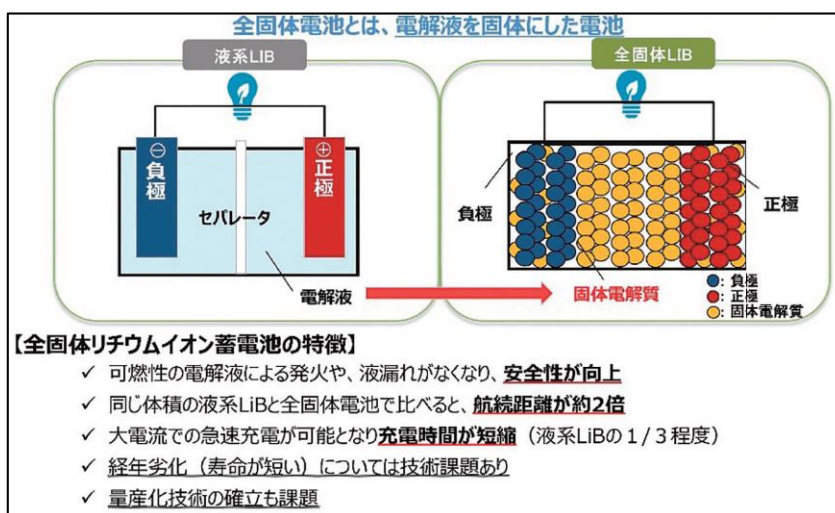 全固体電池とは、電解液を固体にした電池
液系LIB
全固体LIB
⊖負極
⊕正極
セパレータ
電解液
負極
正極
固体電解質
●: 負極
●: 正極
●: 固体電解質
【全固体リチウムイオン蓄電池の特徴】
✓ 可燃性の電解液による発火や、液漏れがなくなり、安全性が向上
✓ 同じ体積の液系LiBと全固体電池で比べると、航続距離が約2倍
✓ 大電流での急速充電が可能となり充電時間が短縮（液系LiBの1/3程度）
✓ 経年劣化（寿命が短い）については技術課題あり
✓ 量産化技術の確立も課題